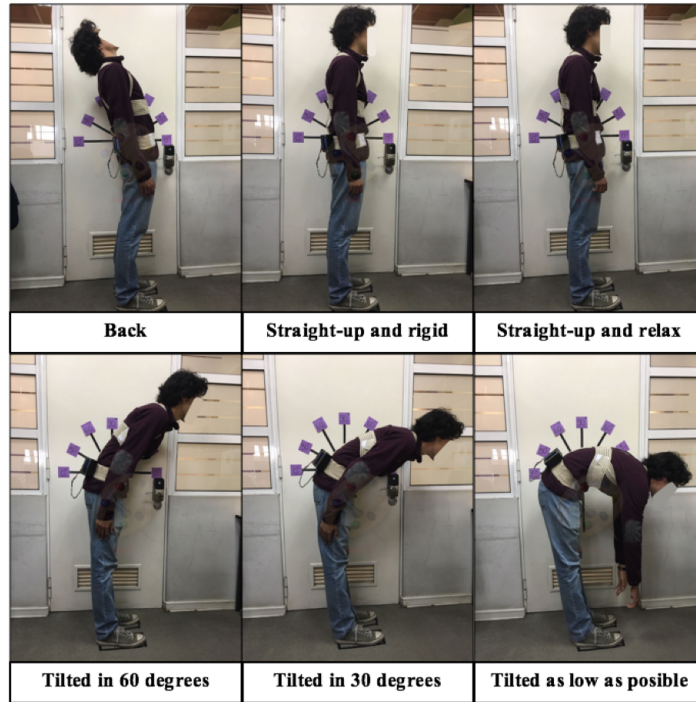 Back
Straight-up and rigid
Straight-up and relax
Tilted in 60 degrees
Tilted in 30 degrees
Tilted as low as posible